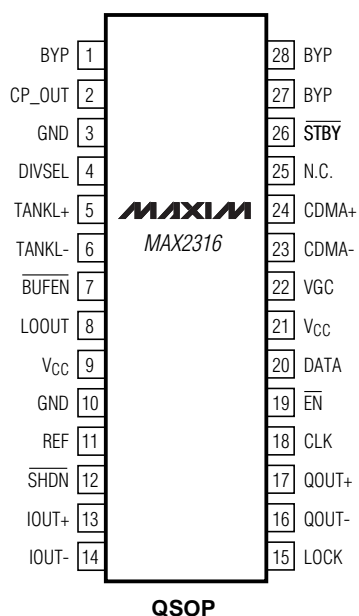 BYP 1
CP_OUT 2
GND 3
DIVSEL 4
TANKL+ 5
TANKL- 6
BUFEN 7
LOOUT 8
VCC 9
GND 10
REF 11
SHDN 12
IOUT+ 13
IOUT- 14
MAXIM
MAX2316
28 BYP
27 BYP
26 STBY
25 N.C.
24 CDMA+
23 CDMA-
22 VGC
21 VCC
20 DATA
19 EN
18 CLK
17 QOUT+
16 QOUT-
15 LOCK
QSOP